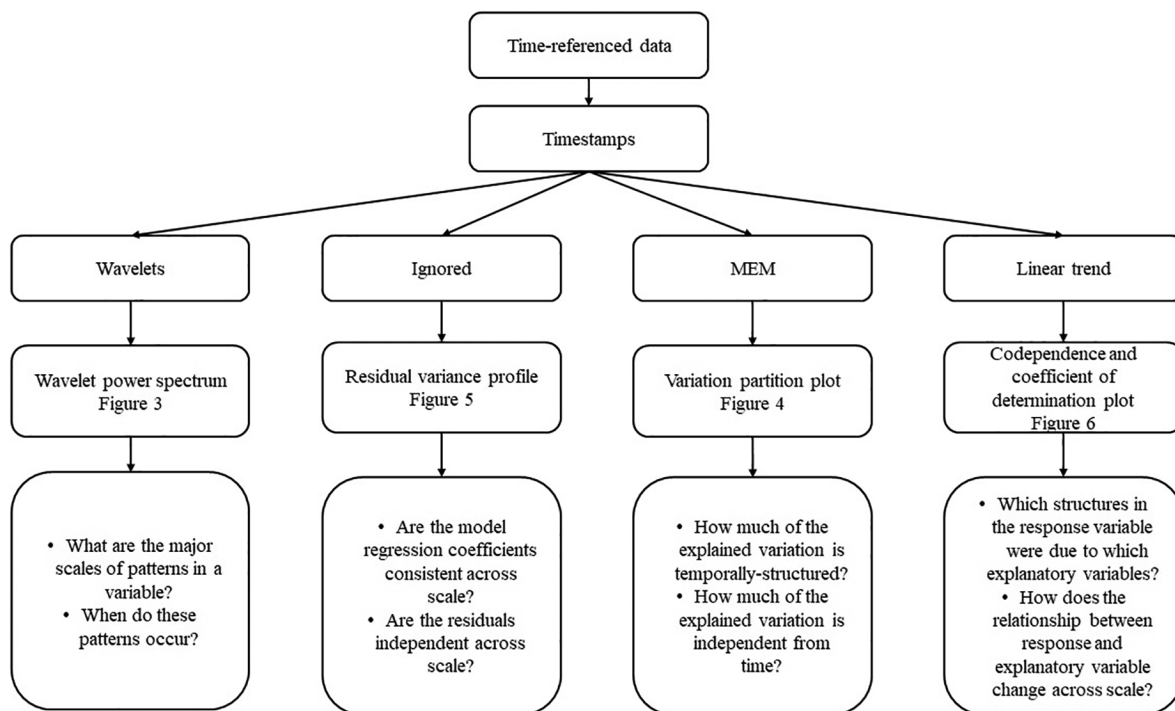 Time-referenced data
Timestamps
Wavelets
Ignored
MEM
Linear trend
Wavelet power spectrum
Figure 3
Residual variance profile
Figure 5
Variation partition plot
Figure 4
Codependence and
coefficient of
determination plot
Figure 6
• What are the major
scales of patterns in a
variable?
• When do these
patterns occur?
• Are the model
regression coefficients
consistent across
scale?
• Are the residuals
independent across
scale?
• How much of the
explained variation is
temporally-structured?
• How much of the
explained variation is
independent from
time?
• Which structures in
the response variable
were due to which
explanatory variables?
• How does the
relationship between
response and
explanatory variable
change across scale?